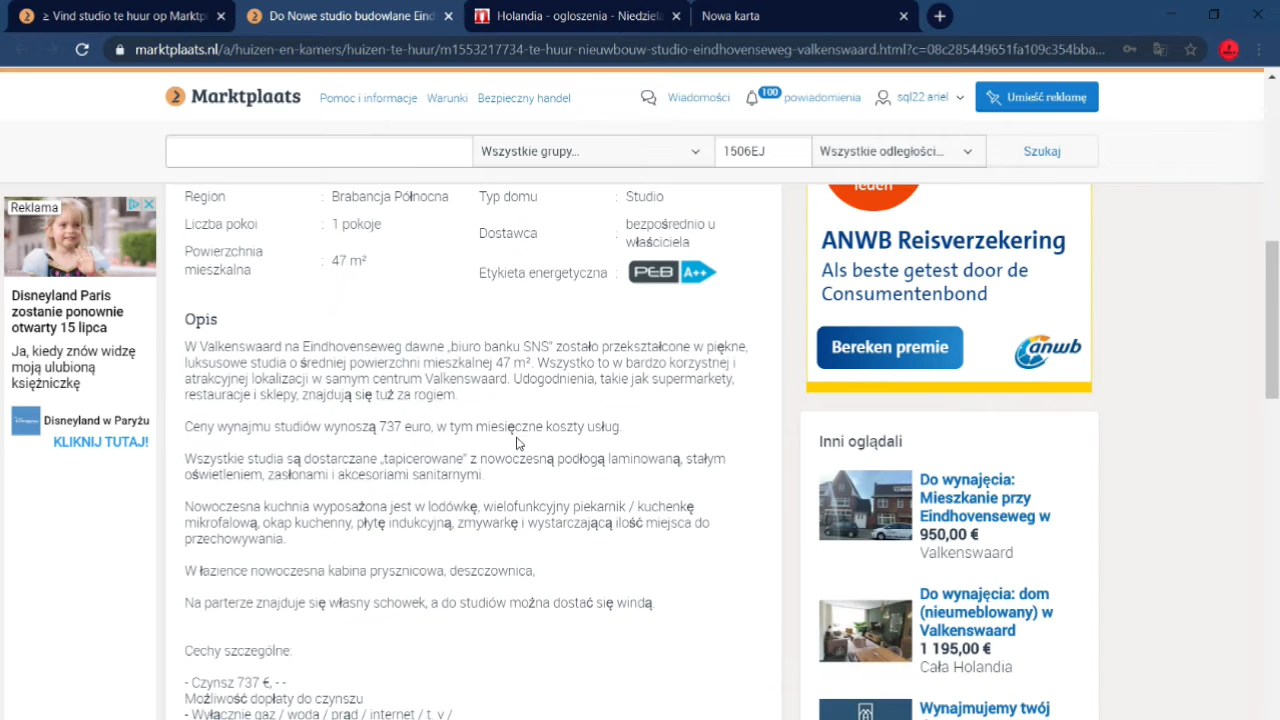 ≥ Vind studio te huur op Marktpl
Do Nowe studio budowlane Eind
Holandia - ogloszenia - Niedziela
Nowa karta
marktplaats.nl/a/huizen-en-kamers/huizen-te-huur/m1553217734-te-huur-nieuwbouw-studio-eindhovenseweg-valkenswaard.html?c=08c285449651fa109c354bba...
Marktplaats
Pomoc i informacje
Warunki
Bezpieczny handel
Wiadomości
100
powiadomienia
sql22 ariel
Umieść reklamę
Wszystkie grupy...
1506EJ
Wszystkie odległości...
Szukaj
Reklama
Disneyland Paris
zostanie ponownie
otwarty 15 lipca
Ja, kiedy znów widzę
moją ulubioną
księżniczkę
Disneyland w Paryżu
KLIKNIJ TUTAJ!
Region : Brabancja Północna
Typ domu : Studio
Liczba pokoi : 1 pokoje
Dostawca : bezpośrednio u
właściciela
Powierzchnia
mieszkalna : 47 m²
Etykieta energetyczna : PEB A++
Opis
W Valkenswaard na Eindhovenseweg dawne „biuro banku SNS” zostało przekształcone w piękne,
luksusowe studia o średniej powierzchni mieszkalnej 47 m². Wszystko to w bardzo korzystnej i
atrakcyjnej lokalizacji w samym centrum Valkenswaard. Udogodnienia, takie jak supermarkety,
restauracje i sklepy, znajdują się tuż za rogiem.
Ceny wynajmu studiów wynoszą 737 euro, w tym miesięczne koszty usług.
Wszystkie studia są dostarczane „tapicerowane” z nowoczesną podłogą laminowaną, stałym
oświetleniem, zasłonami i akcesoriami sanitarnymi.
Nowoczesna kuchnia wyposażona jest w lodówkę, wielofunkcyjny piekarnik / kuchenkę
mikrofalową, okap kuchenny, płytę indukcyjną, zmywarkę i wystarczającą ilość miejsca do
przechowywania.
W łazience nowoczesna kabina prysznicowa, deszczownica,
Na parterze znajduje się własny schowek, a do studiów można dostać się windą.
Cechy szczególne:
- Czynsz 737 €, - -
Możliwość dopłaty do czynszu
- Wyłącznie gaz / woda / prąd / internet / t. v /
leden
ANWB Reisverzekering
Als beste getest door de
Consumentenbond
Bereken premie
anwb
Inni oglądali
Do wynajęcia:
Mieszkanie przy
Eindhovenseweg w
950,00 €
Valkenswaard
Do wynajęcia: dom
(nieumeblowany) w
Valkenswaard
1 195,00 €
Cała Holandia
Wynajmujemy twój